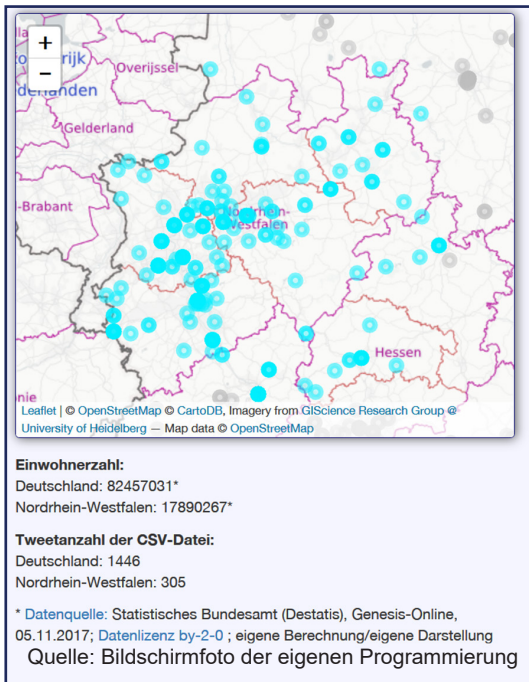 +
−
Overijssel
Gelderland
-Brabant
Nordrhein-
Westfalen
Hessen
nie
Leaflet | © OpenStreetMap © CartoDB, Imagery from GIScience Research Group @
University of Heidelberg — Map data © OpenStreetMap
Einwohnerzahl:
Deutschland: 82457031*
Nordrhein-Westfalen: 17890267*
Tweetanzahl der CSV-Datei:
Deutschland: 1446
Nordrhein-Westfalen: 305
* Datenquelle: Statistisches Bundesamt (Destatis), Genesis-Online,
05.11.2017; Datenlizenz by-2-0 ; eigene Berechnung/eigene Darstellung
Quelle: Bildschirmfoto der eigenen Programmierung